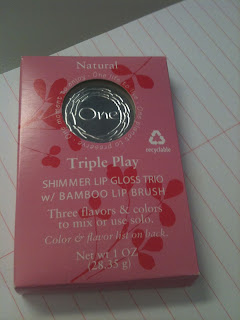 Natural
One
recyclable
Triple Play
SHIMMER LIP GLOSS TRIO
w/ BAMBOO LIP BRUSH
Three flavors & colors
to mix or use solo.
Color & flavor list on back.
Net wt 1 OZ
(28.35 g)